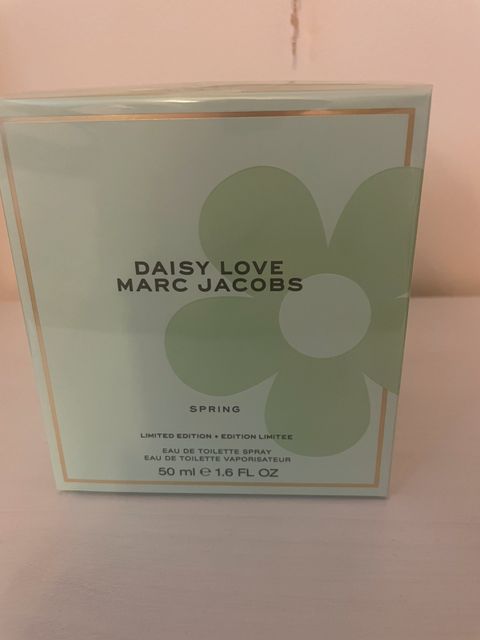 DAISY LOVE
MARC JACOBS
SPRING
LIMITED EDITION • EDITION LIMITEE
EAU DE TOILETTE SPRAY
EAU DE TOILETTE VAPORISATEUR
50 ml ℮ 1.6 FL OZ